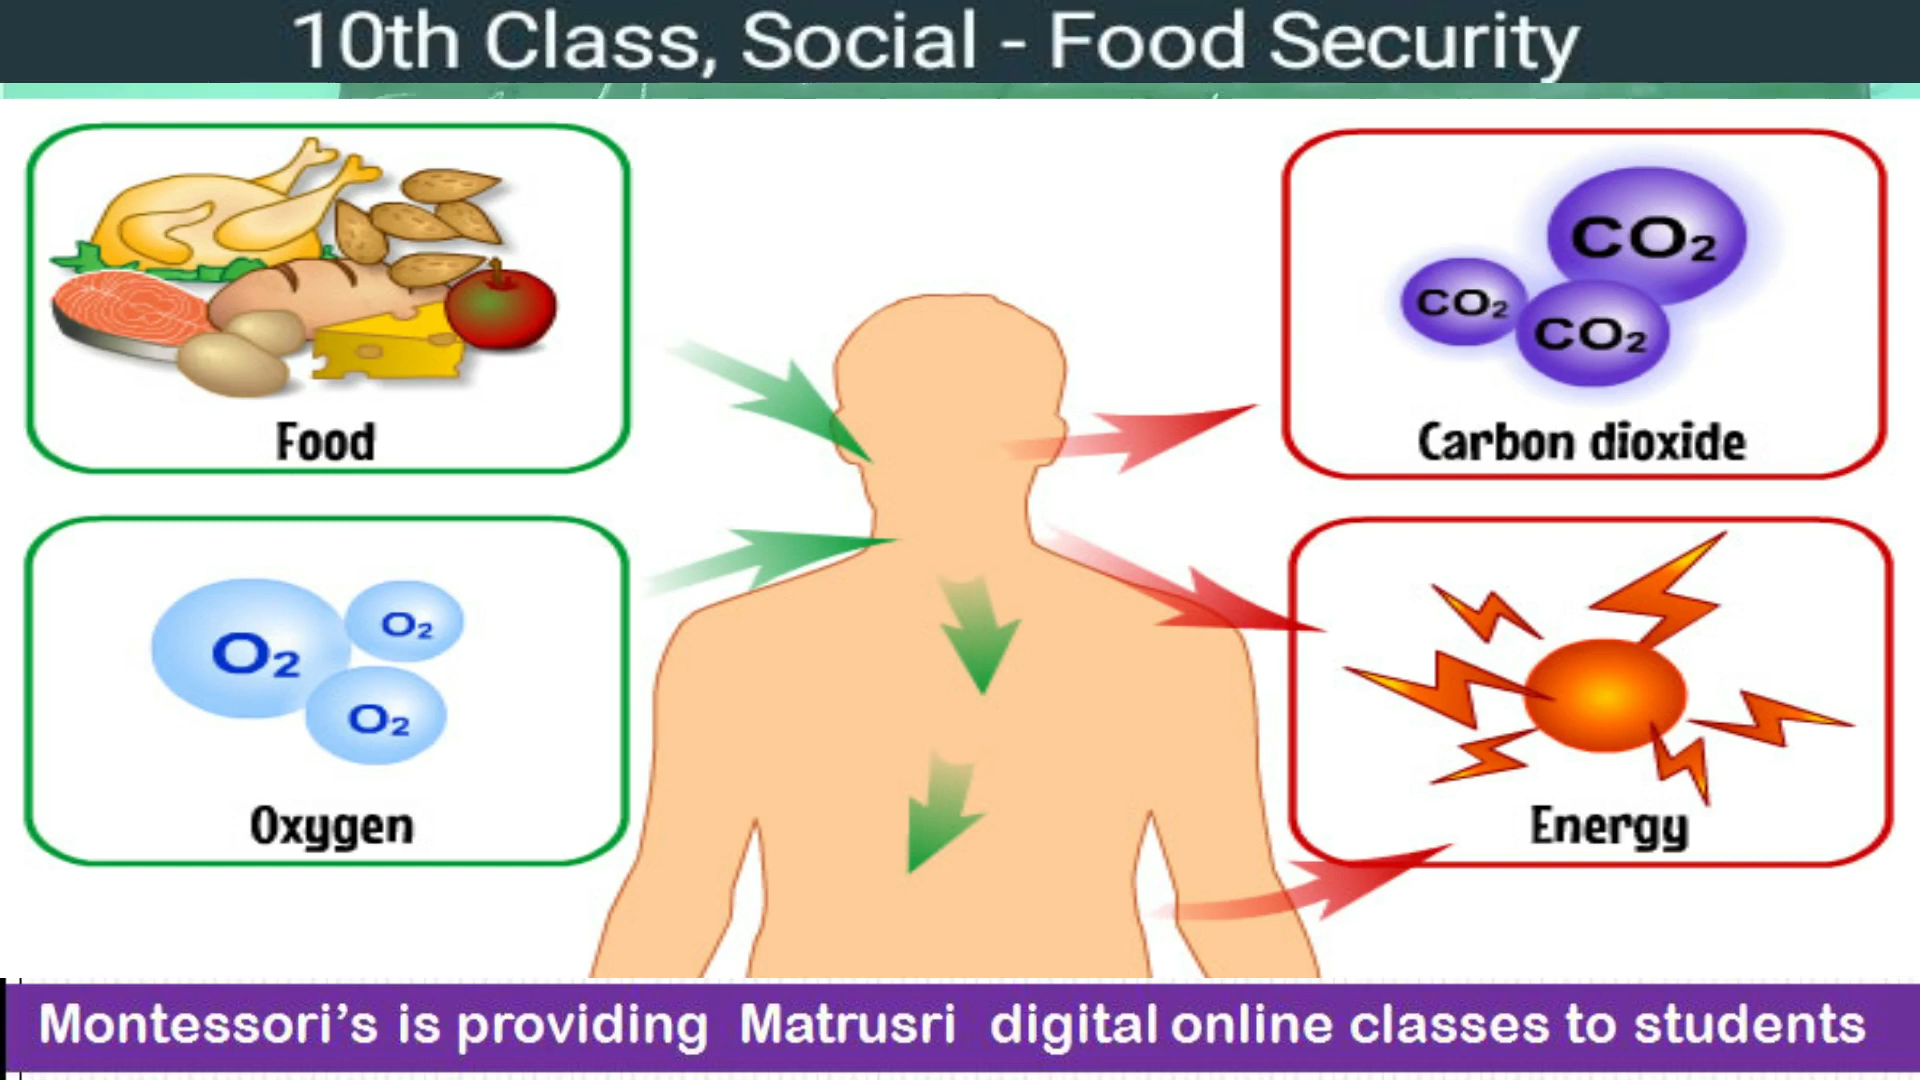 10th Class, Social - Food Security
Food
CO₂
CO₂
CO₂
Carbon dioxide
O₂
O₂
O₂
Oxygen
Energy
Montessori's is providing Matrusri digital online classes to students